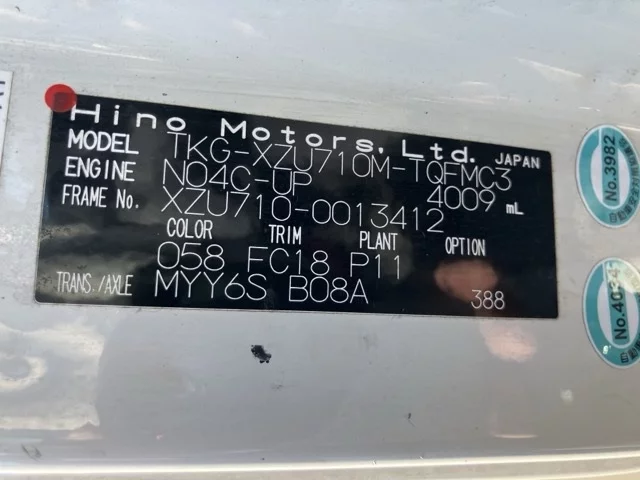 Hino Motors, Ltd. JAPAN
MODEL TKG-XZU710M-TQFMC3
ENGINE N04C-UP 4009 mL
FRAME No. XZU710-0013412
COLOR TRIM PLANT OPTION
058 FC18 P11
TRANS./AXLE MYY6S B08A 388
No.3982